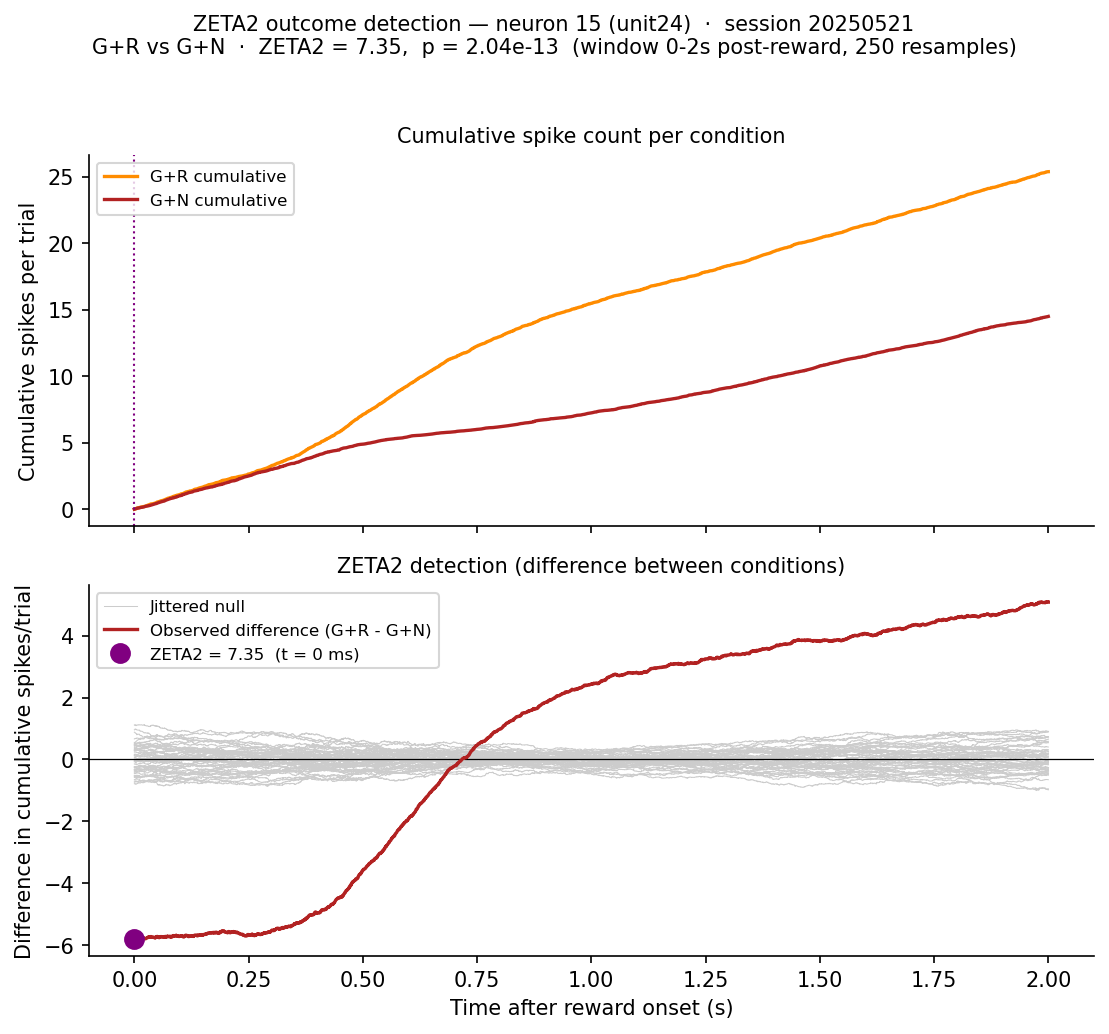 ZETA2 outcome detection — neuron 15 (unit24)  ·  session 20250521
G+R vs G+N  ·  ZETA2 = 7.35,  p = 2.04e-13  (window 0-2s post-reward, 250 resamples)
Cumulative spike count per condition
G+R cumulative
G+N cumulative
Cumulative spikes per trial
25
20
15
10
5
0
ZETA2 detection (difference between conditions)
Jittered null
Observed difference (G+R - G+N)
ZETA2 = 7.35  (t = 0 ms)
Difference in cumulative spikes/trial
4
2
0
−2
−4
−6
0.00 0.25 0.50 0.75 1.00 1.25 1.50 1.75 2.00
Time after reward onset (s)